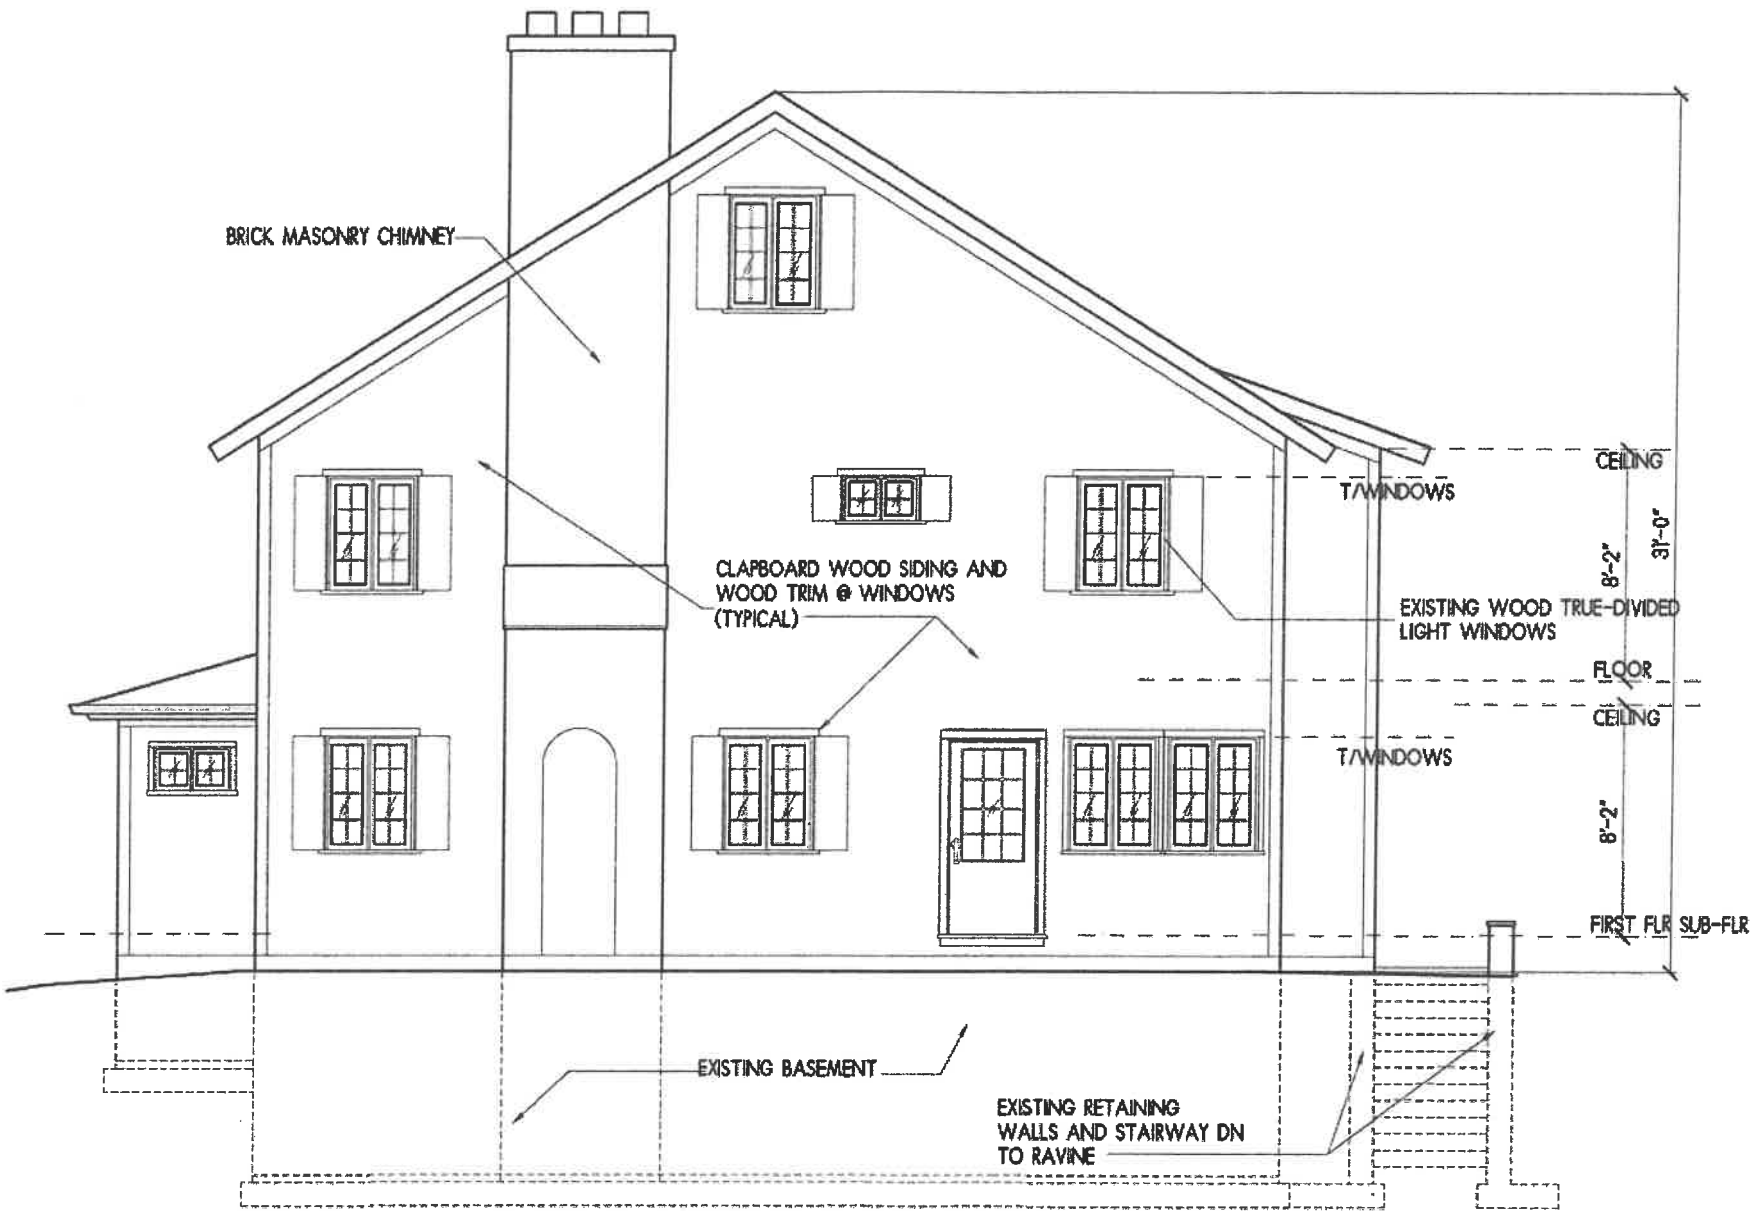 BRICK MASONRY CHIMNEY
CEILING
T/WINDOWS
8'-2"
31'-0"
CLAPBOARD WOOD SIDING AND
WOOD TRIM @ WINDOWS
(TYPICAL)
EXISTING WOOD TRUE-DIVIDED
LIGHT WINDOWS
FLOOR
CEILING
T/WINDOWS
8'-2"
FIRST FLR SUB-FLR
EXISTING BASEMENT
EXISTING RETAINING
WALLS AND STAIRWAY DN
TO RAVINE